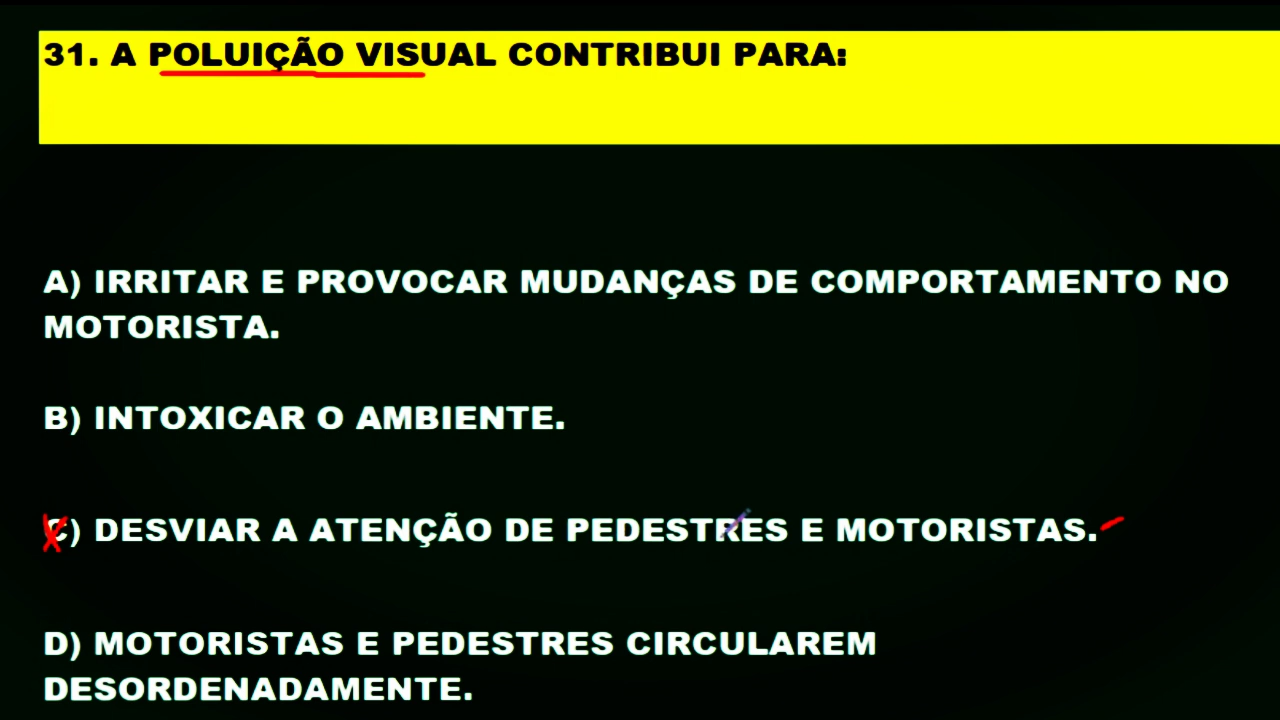 31. A POLUIÇÃO VISUAL CONTRIBUI PARA:
A) IRRITAR E PROVOCAR MUDANÇAS DE COMPORTAMENTO NO
MOTORISTA.
B) INTOXICAR O AMBIENTE.
C) DESVIAR A ATENÇÃO DE PEDESTRES E MOTORISTAS.
D) MOTORISTAS E PEDESTRES CIRCULAREM
DESORDENADAMENTE.